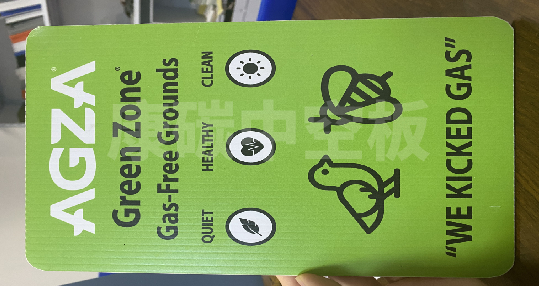 AGZA®
Green Zone®
Gas-Free Grounds
QUIET HEALTHY CLEAN
"WE KICKED GAS"
康碳中空板